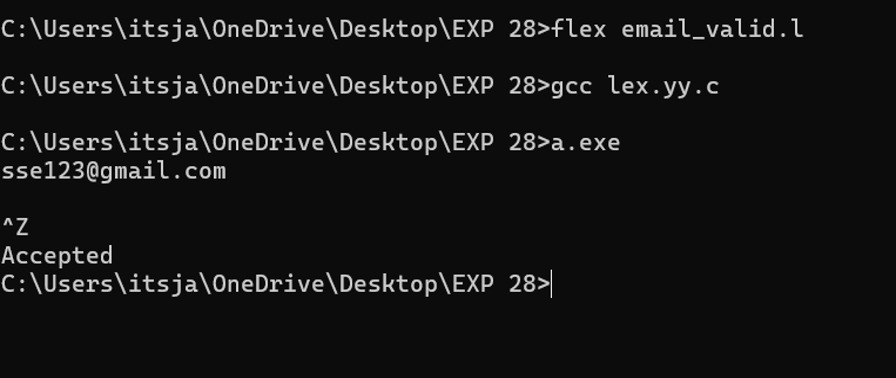 C:\Users\itsja\OneDrive\Desktop\EXP 28>flex email_valid.l
C:\Users\itsja\OneDrive\Desktop\EXP 28>gcc lex.yy.c
C:\Users\itsja\OneDrive\Desktop\EXP 28>a.exe
sse123@gmail.com
^Z
Accepted
C:\Users\itsja\OneDrive\Desktop\EXP 28>